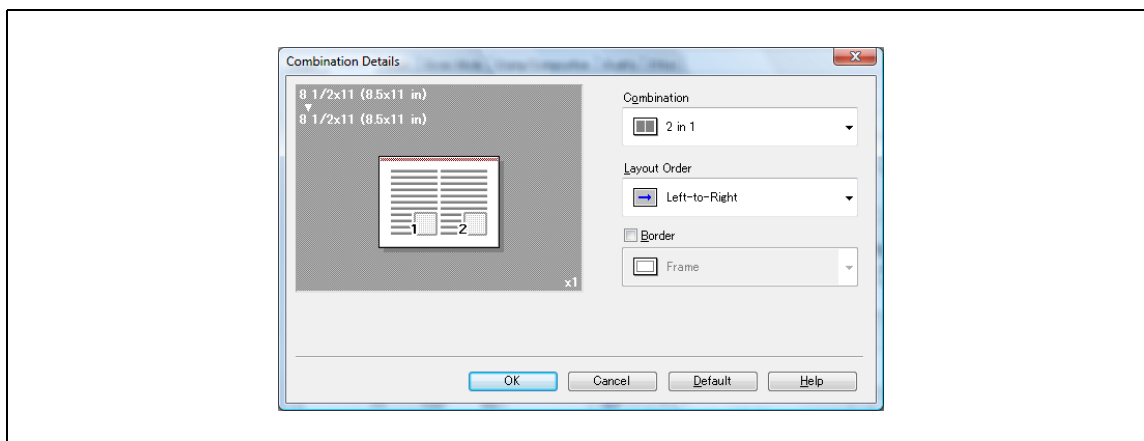 Combination Details
8 1/2x11 (8.5x11 in)
8 1/2x11 (8.5x11 in)
1 2
x1
Combination
2 in 1
Layout Order
Left-to-Right
Border
Frame
OK Cancel Default Help